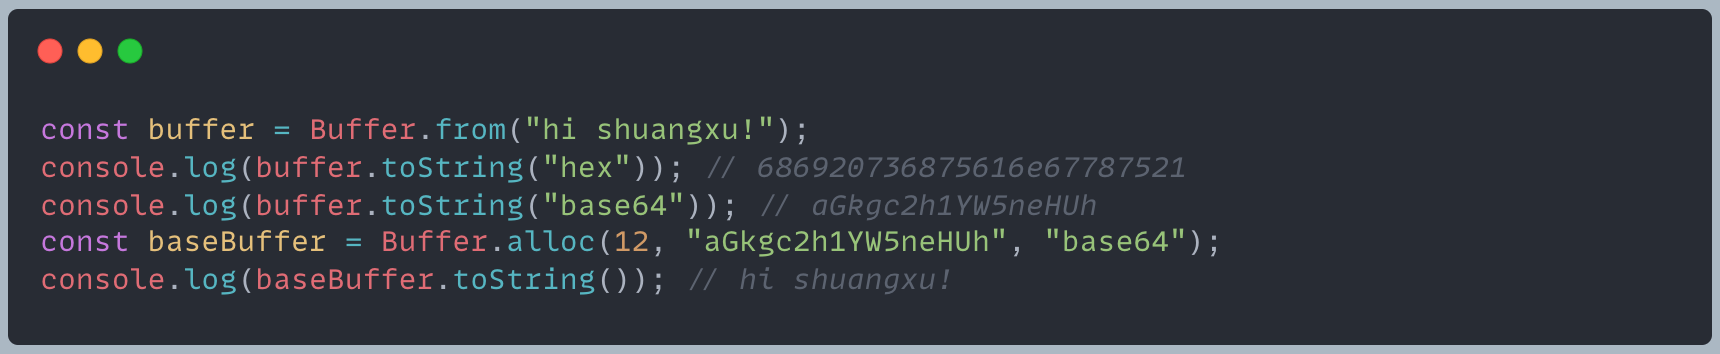 const buffer = Buffer.from("hi shuangxu!");
console.log(buffer.toString("hex")); // 686920736875616e67787521
console.log(buffer.toString("base64")); // aGkgc2h1YW5neHUh
const baseBuffer = Buffer.alloc(12, "aGkgc2h1YW5neHUh", "base64");
console.log(baseBuffer.toString()); // hi shuangxu!